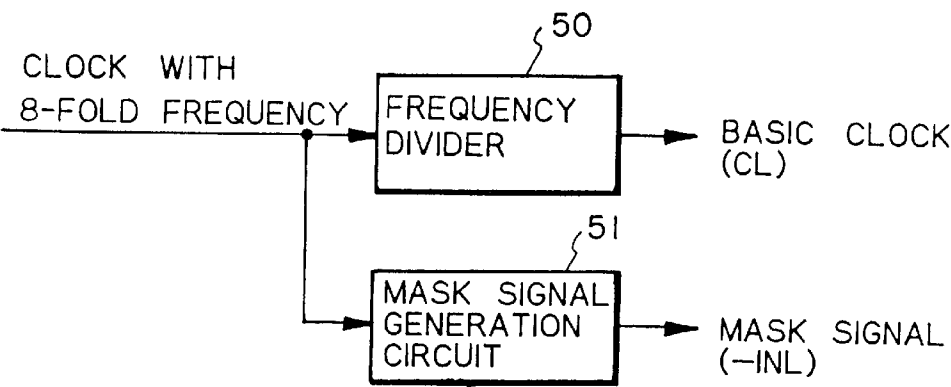 50
CLOCK WITH
8-FOLD FREQUENCY
FREQUENCY
DIVIDER
BASIC CLOCK
(CL)
51
MASK SIGNAL
GENERATION
CIRCUIT
MASK SIGNAL
(-INL)